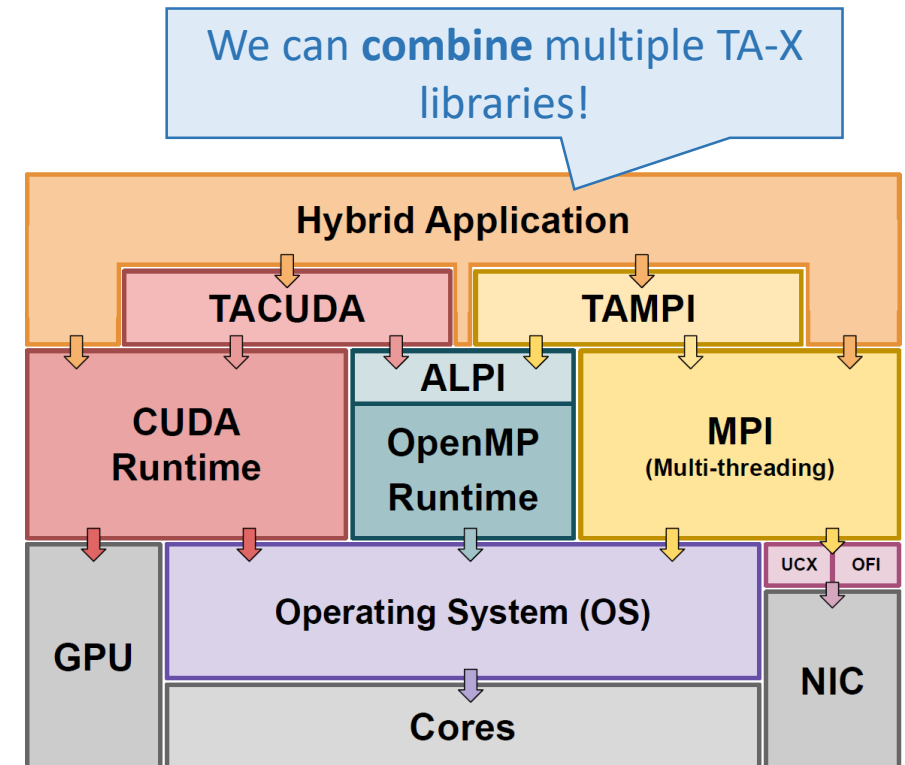 We can combine multiple TA-X
libraries!
Hybrid Application
TACUDA
TAMPI
ALPI
CUDA
Runtime
OpenMP
Runtime
MPI
(Multi-threading)
UCX
OFI
GPU
Operating System (OS)
NIC
Cores